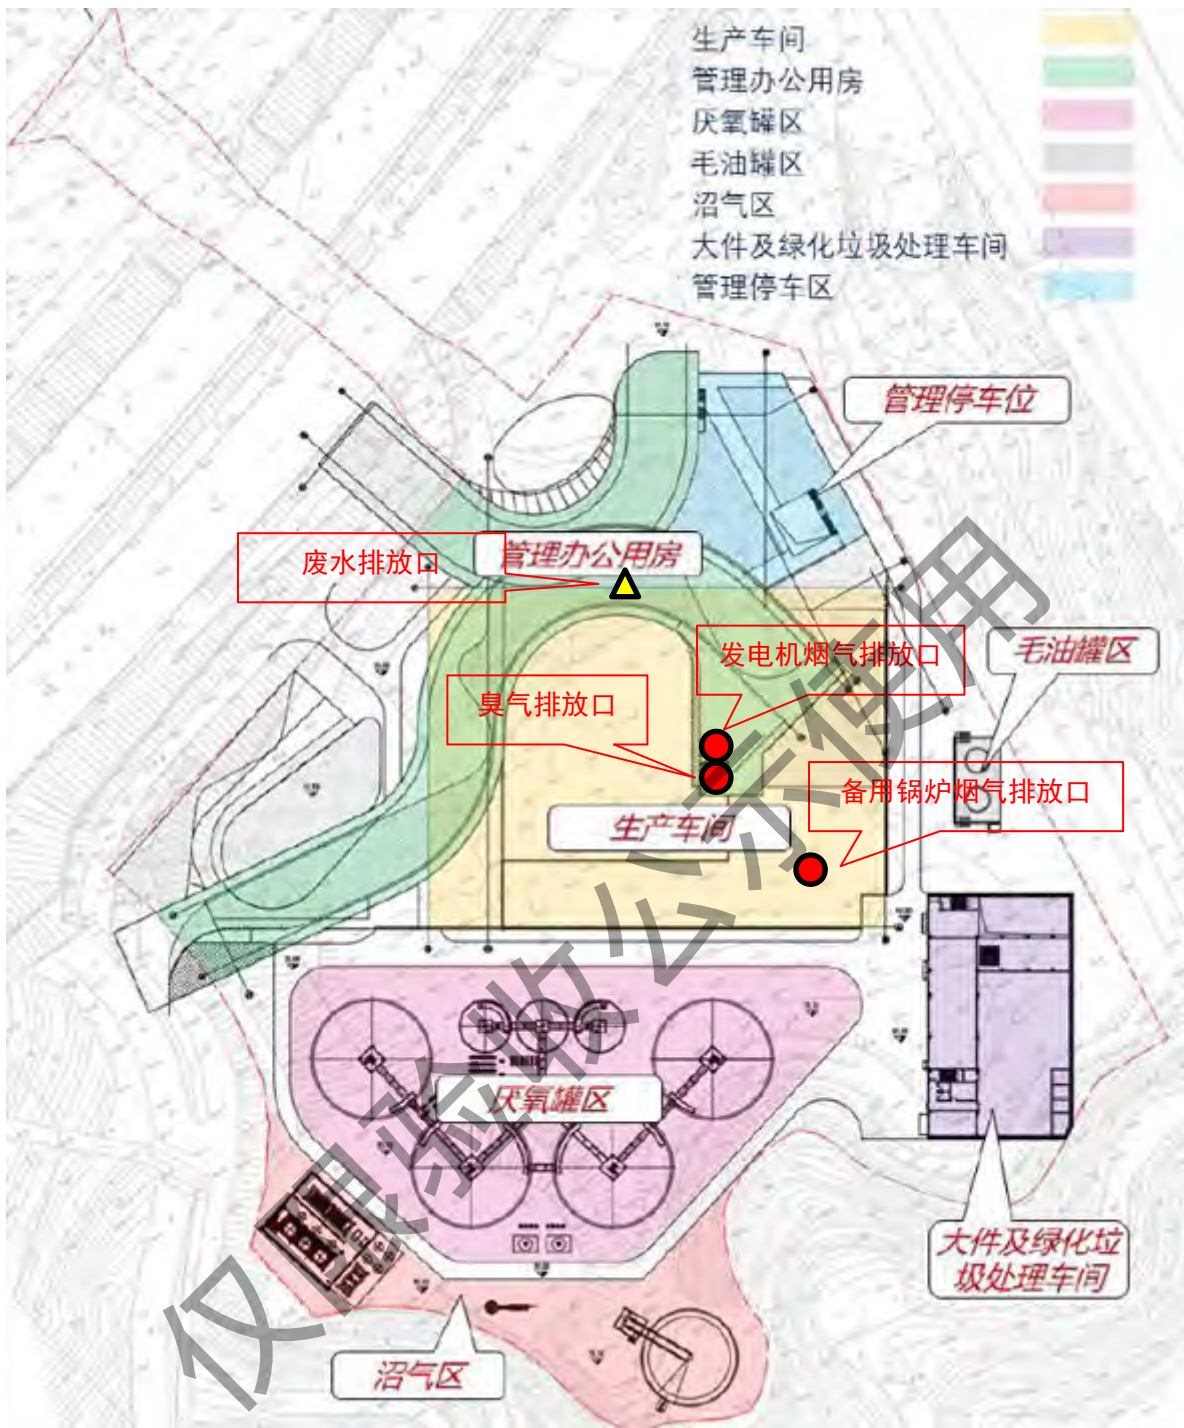 生产车间
管理办公用房
厌氧罐区
毛油罐区
沼气区
大件及绿化垃圾处理车间
管理停车区
管理停车位
管理办公用房
废水排放口
发电机烟气排放口
毛油罐区
臭气排放口
备用锅炉烟气排放口
生产车间
厌氧罐区
大件及绿化垃
圾处理车间
沼气区
仅限验收公示使用